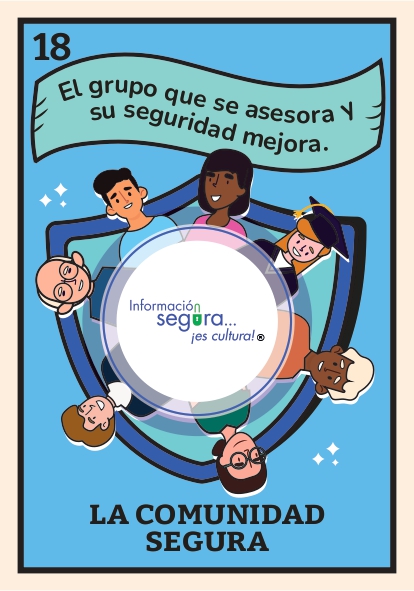 18
El grupo que se asesora y
su seguridad mejora.
Información
segura...
¡es cultura!®
LA COMUNIDAD
SEGURA